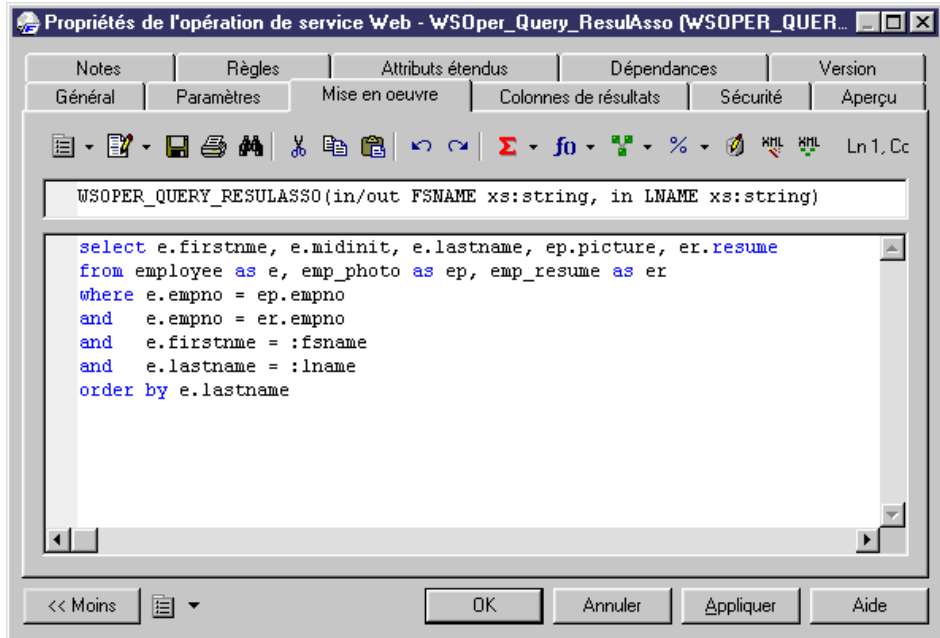 Propriétés de l'opération de service Web - WSOper_Query_ResulAsso (WSOPER_QUER...
Notes Règles Attributs étendus Dépendances Version
Général Paramètres Mise en oeuvre Colonnes de résultats Sécurité Aperçu
Σ fo % XML XML Ln 1, Cc
WSOPER_QUERY_RESULASSO(in/out FSNAME xs:string, in LNAME xs:string)
select e.firstnme, e.midinit, e.lastname, ep.picture, er.resume
from employee as e, emp_photo as ep, emp_resume as er
where e.empno = ep.empno
and e.empno = er.empno
and e.firstnme = :fsname
and e.lastname = :lname
order by e.lastname
<< Moins OK Annuler Appliquer Aide